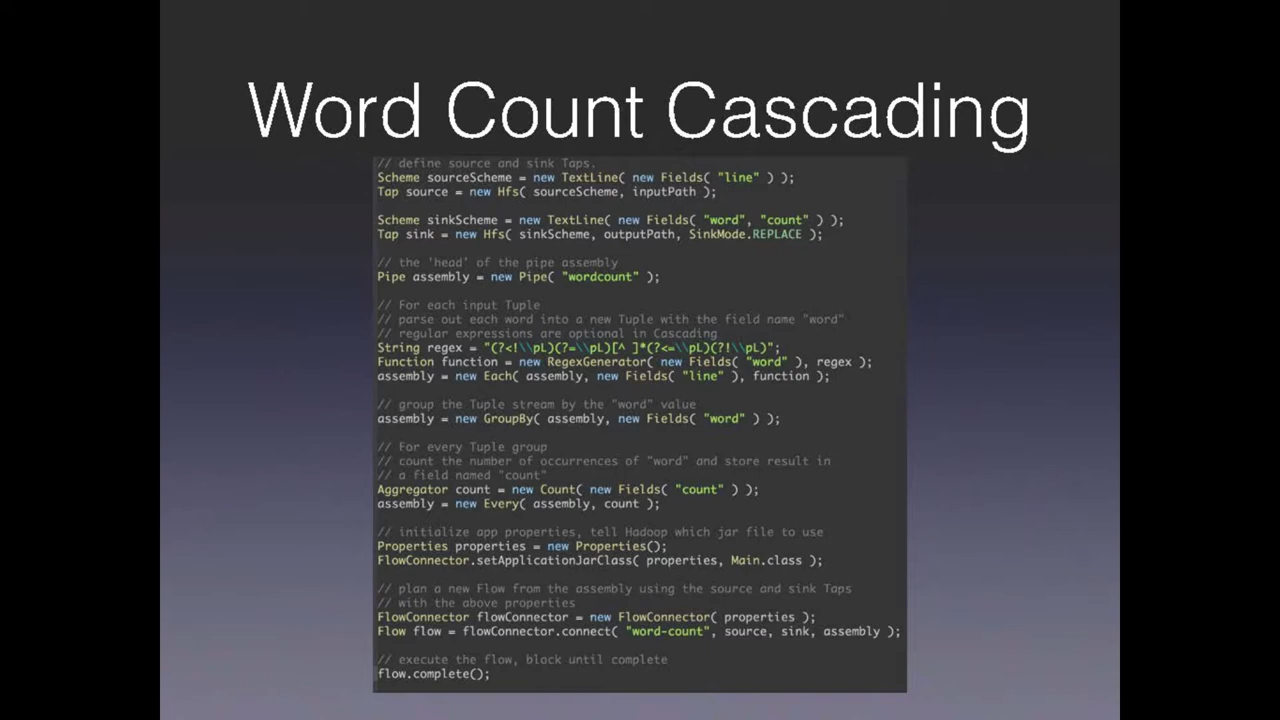 Word Count Cascading
// define source and sink Taps.
Scheme sourceScheme = new TextLine( new Fields( "line" ) );
Tap source = new Hfs( sourceScheme, inputPath );
Scheme sinkScheme = new TextLine( new Fields( "word", "count" ) );
Tap sink = new Hfs( sinkScheme, outputPath, SinkMode.REPLACE );
// the 'head' of the pipe assembly
Pipe assembly = new Pipe( "wordcount" );
// For each input Tuple
// parse out each word into a new Tuple with the field name "word"
// regular expressions are optional in Cascading
String regex = "(?<!\\pL)(?=\\pL)[^ ]*(?<=\\pL)(?!\\pL)";
Function function = new RegexGenerator( new Fields( "word" ), regex );
assembly = new Each( assembly, new Fields( "line" ), function );
// group the Tuple stream by the "word" value
assembly = new GroupBy( assembly, new Fields( "word" ) );
// For every Tuple group
// count the number of occurrences of "word" and store result in
// a field named "count"
Aggregator count = new Count( new Fields( "count" ) );
assembly = new Every( assembly, count );
// initialize app properties, tell Hadoop which jar file to use
Properties properties = new Properties();
FlowConnector.setApplicationJarClass( properties, Main.class );
// plan a new Flow from the assembly using the source and sink Taps
// with the above properties
FlowConnector flowConnector = new FlowConnector( properties );
Flow flow = flowConnector.connect( "word-count", source, sink, assembly );
// execute the flow, block until complete
flow.complete();